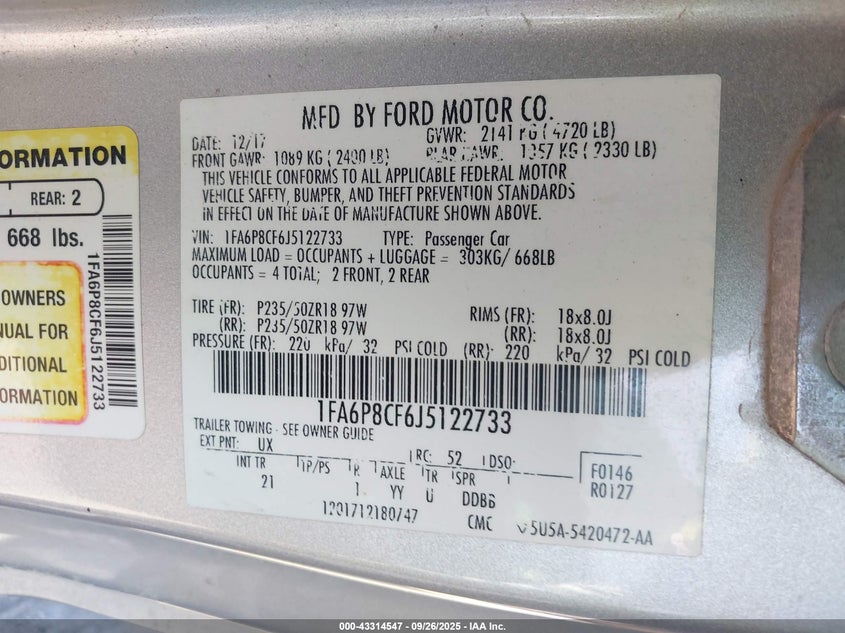 ORMATION
REAR: 2
668 lbs.
OWNERS
NUAL FOR
DITIONAL
FORMATION
1FA6P8CF6J5122733
MFD BY FORD MOTOR CO.
DATE: 12/17 GVWR: 2141 KG ( 4720 LB)
FRONT GAWR: 1089 KG ( 2400 LB) REAR GAWR: 1057 KG ( 2330 LB)
THIS VEHICLE CONFORMS TO ALL APPLICABLE FEDERAL MOTOR
VEHICLE SAFETY, BUMPER, AND THEFT PREVENTION STANDARDS
IN EFFECT ON THE DATE OF MANUFACTURE SHOWN ABOVE.
VIN: 1FA6P8CF6J5122733 TYPE: Passenger Car
MAXIMUM LOAD = OCCUPANTS + LUGGAGE = 303KG/ 668LB
OCCUPANTS = 4 TOTAL; 2 FRONT, 2 REAR
TIRE (FR): P235/50ZR18 97W RIMS (FR): 18x8.0J
(RR): P235/50ZR18 97W (RR): 18x8.0J
PRESSURE (FR): 220 kPa/ 32 PSI COLD (RR): 220 kPa/ 32 PSI COLD
1FA6P8CF6J5122733
TRAILER TOWING - SEE OWNER GUIDE
EXT PNT: UX RC: 52 DSO:
INT TR TP/PS R AXLE TR SPR
21 1 YY U DDBB
F0146
R0127
1201712180747 CMC 5U5A-5420472-AA
000-43314547 | 09/26/2025 | IAA Inc.